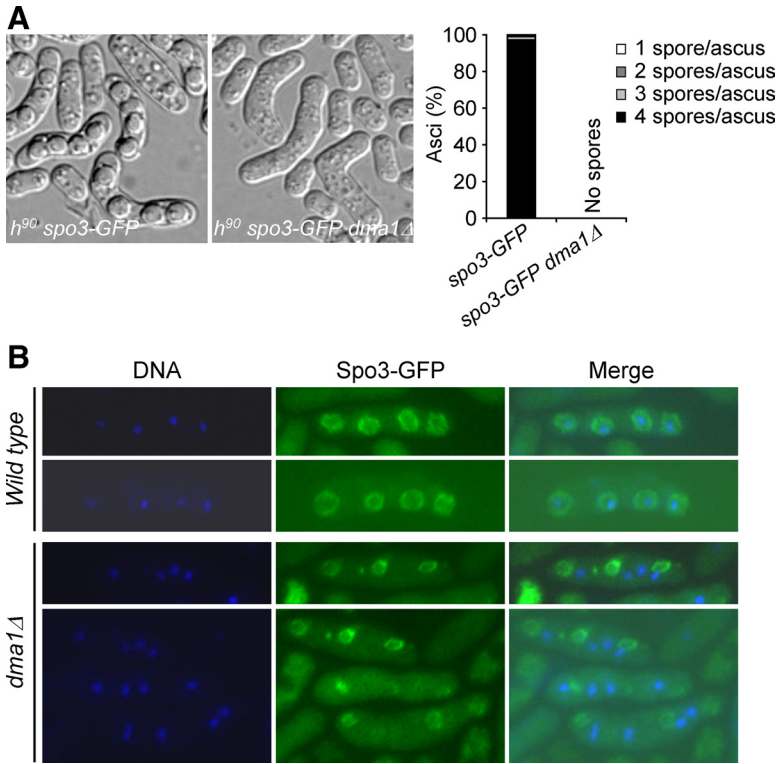 A
h90 spo3-GFP
h90 spo3-GFP dma1Δ
Asci (%)
100
80
60
40
20
0
No spores
spo3-GFP
spo3-GFP dma1Δ
1 spore/ascus
2 spores/ascus
3 spores/ascus
4 spores/ascus
B
DNA
Spo3-GFP
Merge
Wild type
dma1Δ